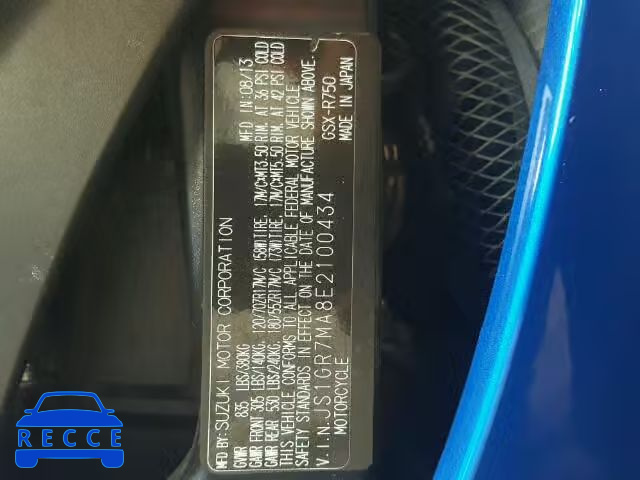 MFD BY:SUZUKI MOTOR CORPORATION MFD IN:08/13
GVWR 835 LBS/380KG
GAWR FRONT 305 LBS/140KG. 120/70ZR17M/C (58W)TIRE, 17M/C×MT3.50 RIM, AT 36 PSI COLD
GAWR REAR 530 LBS/240KG. 180/55ZR17M/C (73W)TIRE, 17M/C×MT5.50 RIM, AT 42 PSI COLD
THIS VEHICLE CONFORMS TO ALL APPLICABLE FEDERAL MOTOR VEHICLE
SAFETY STANDARDS IN EFFECT ON THE DATE OF MANUFACTURE SHOWN ABOVE.
V.I.N.JS1GR7MA8E2100434 GSX-R750
MOTORCYCLE MADE IN JAPAN
RECCE